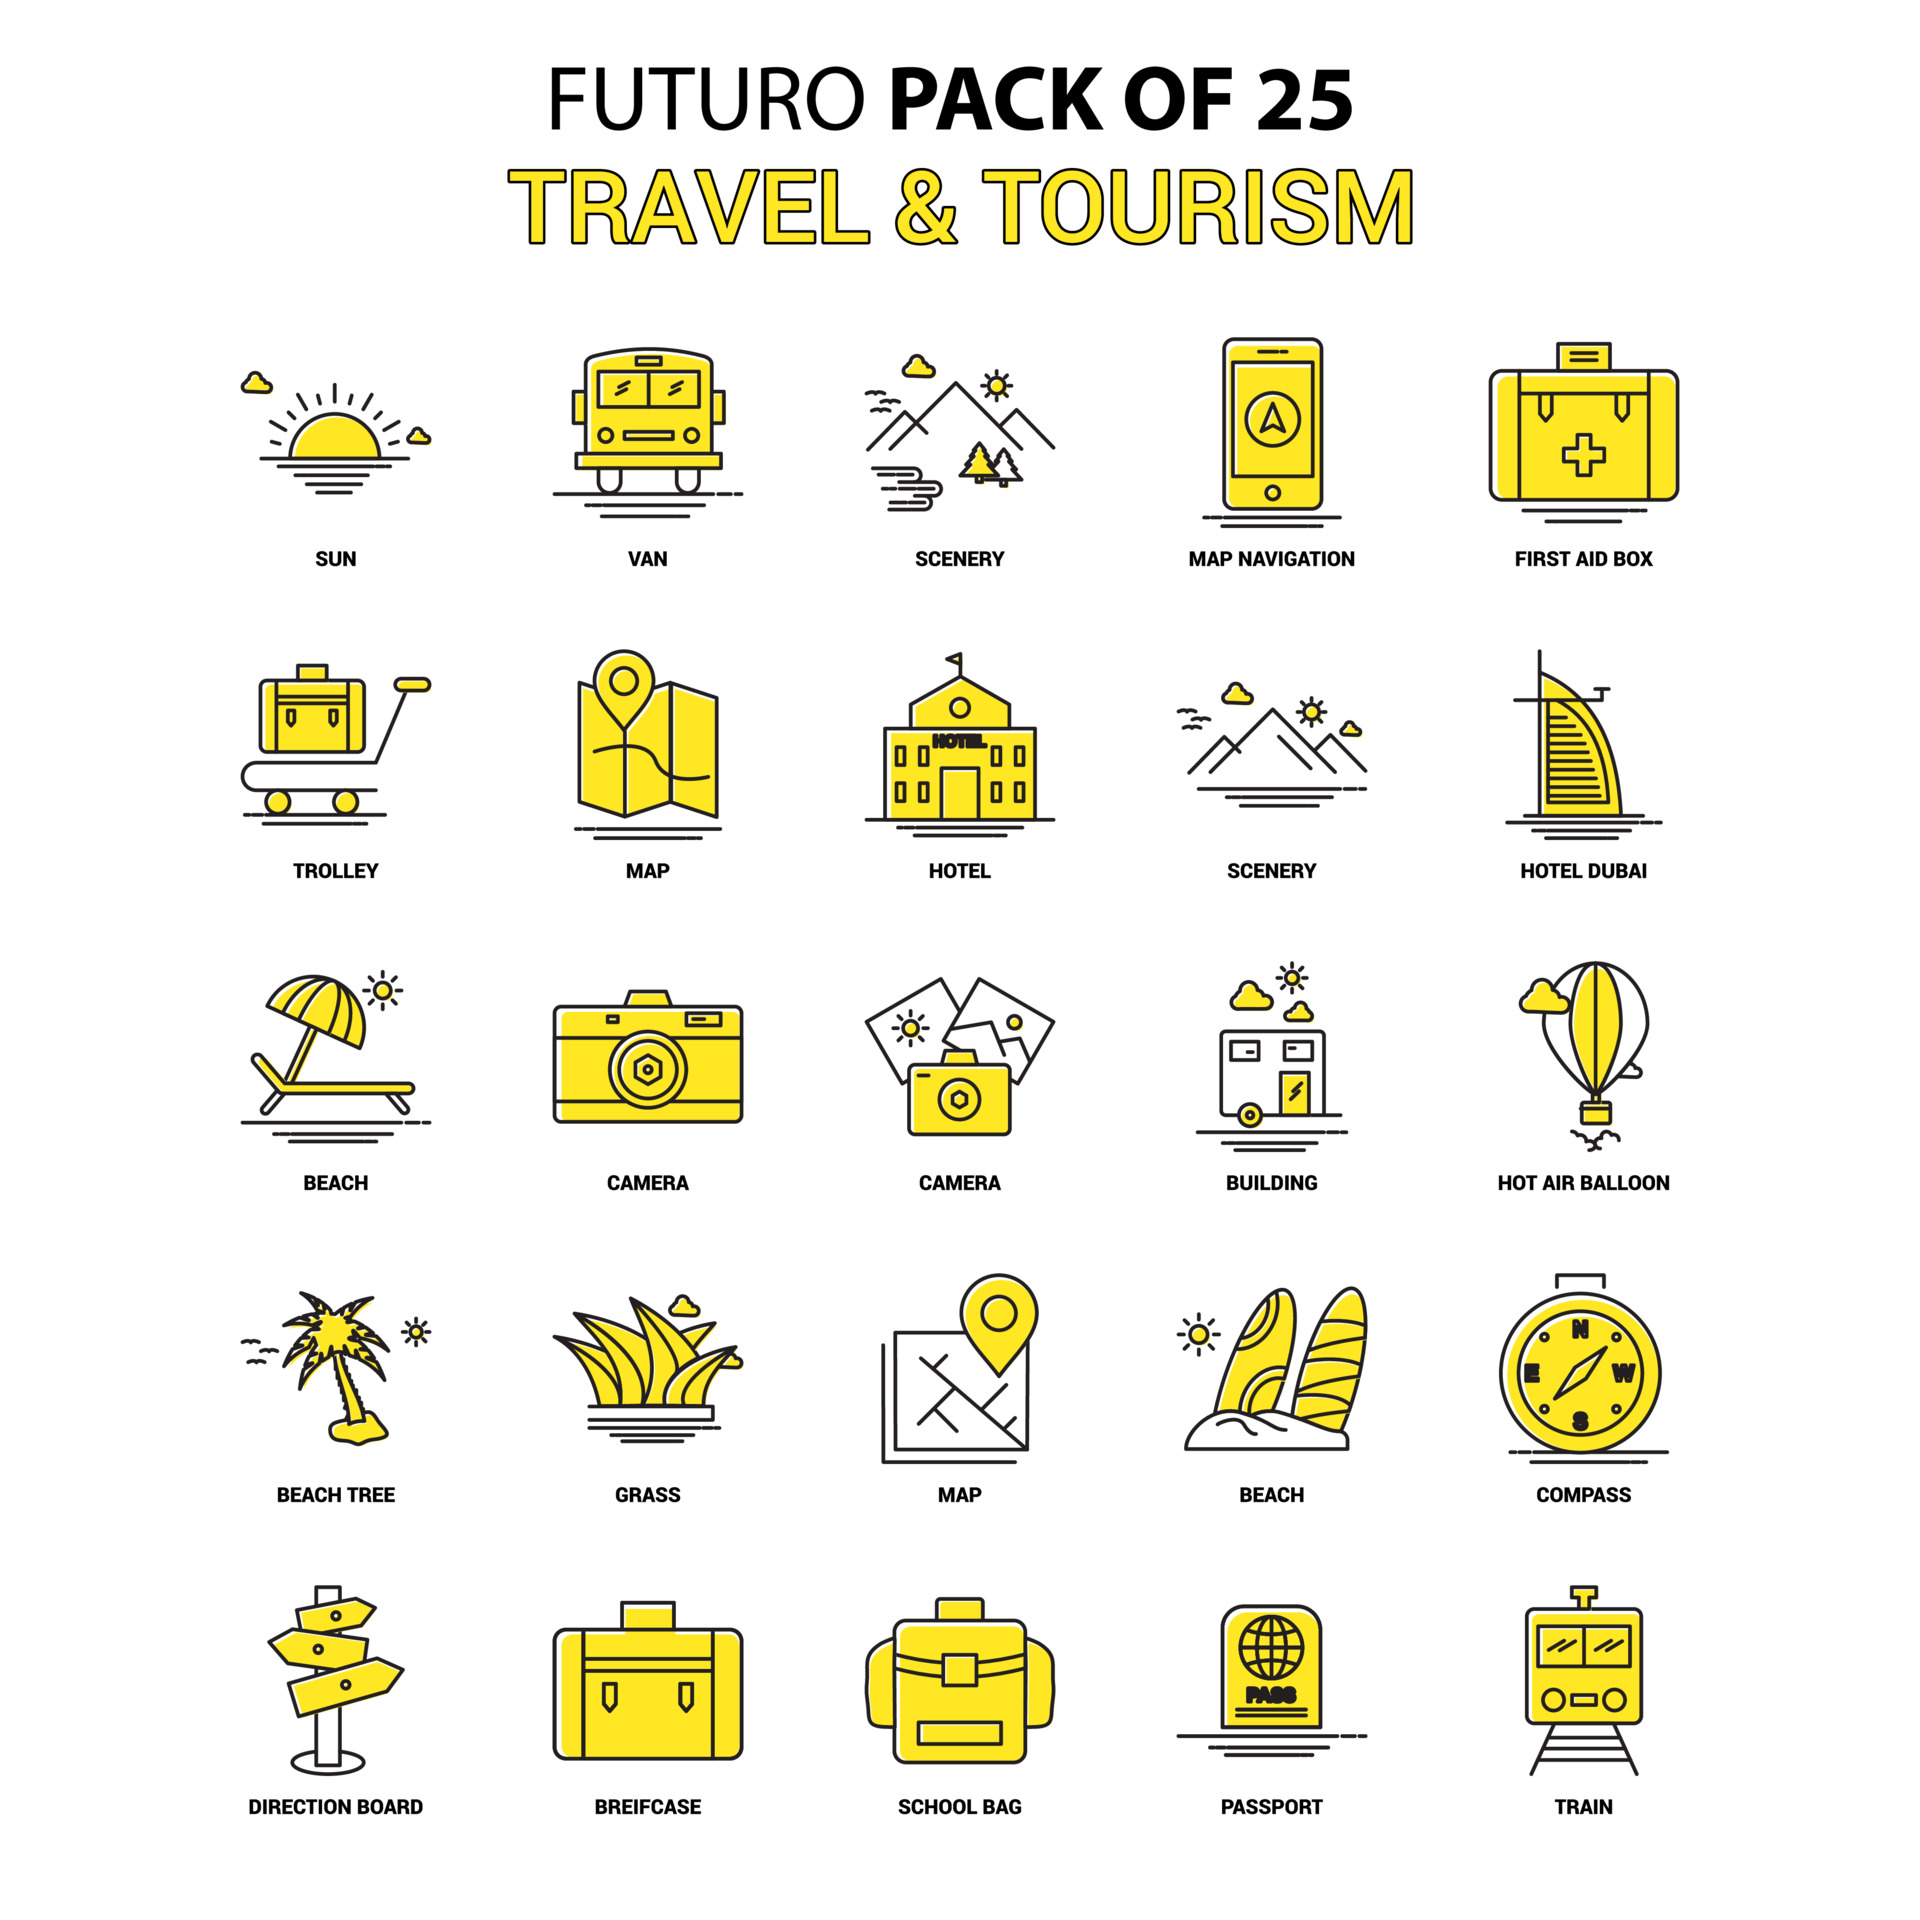 FUTURO PACK OF 25
TRAVEL & TOURISM
SUN
VAN
SCENERY
MAP NAVIGATION
FIRST AID BOX
HOTEL
TROLLEY
MAP
HOTEL
SCENERY
HOTEL DUBAI
BEACH
CAMERA
CAMERA
BUILDING
HOT AIR BALLOON
N
E
W
S
BEACH TREE
GRASS
MAP
BEACH
COMPASS
PASS
DIRECTION BOARD
BREIFCASE
SCHOOL BAG
PASSPORT
TRAIN